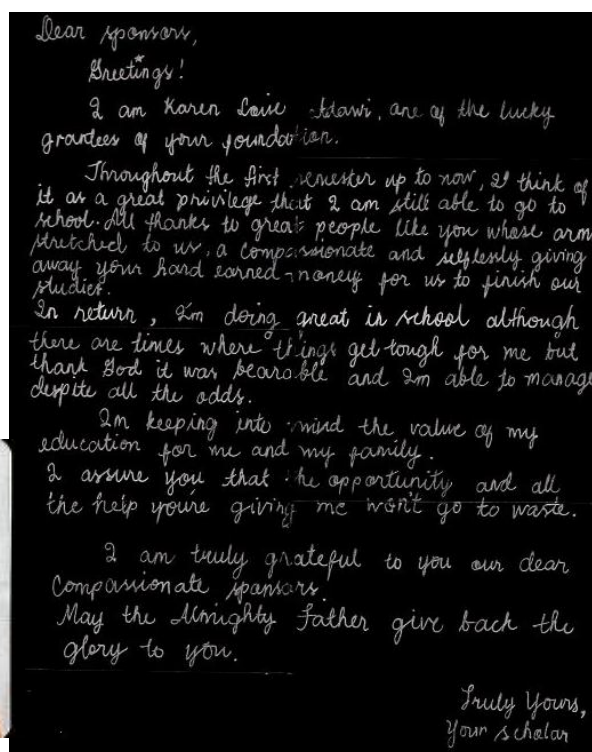 Dear sponsors,
Greetings!
I am Karen Adawi, one of the lucky
grantees of your foundation.
Throughout the first semester up to now, I think of
it as a great privilege that I am still able to go to
school. All thanks to great people like you whose arm
stretched to us, a compassionate and selflessly giving
away your hard earned money for us to finish our
studies.
In return, I'm doing great in school although
there are times where things get tough for me but
thank God it was bearable and I'm able to manage
despite all the odds.
I'm keeping into mind the value of my
education for me and my family.
I assure you that the opportunity and all
the help you're giving me won't go to waste.
I am truly grateful to you our dear
compassionate sponsors.
May the Almighty Father give back the
glory to you.
Truly Yours,
Your scholar